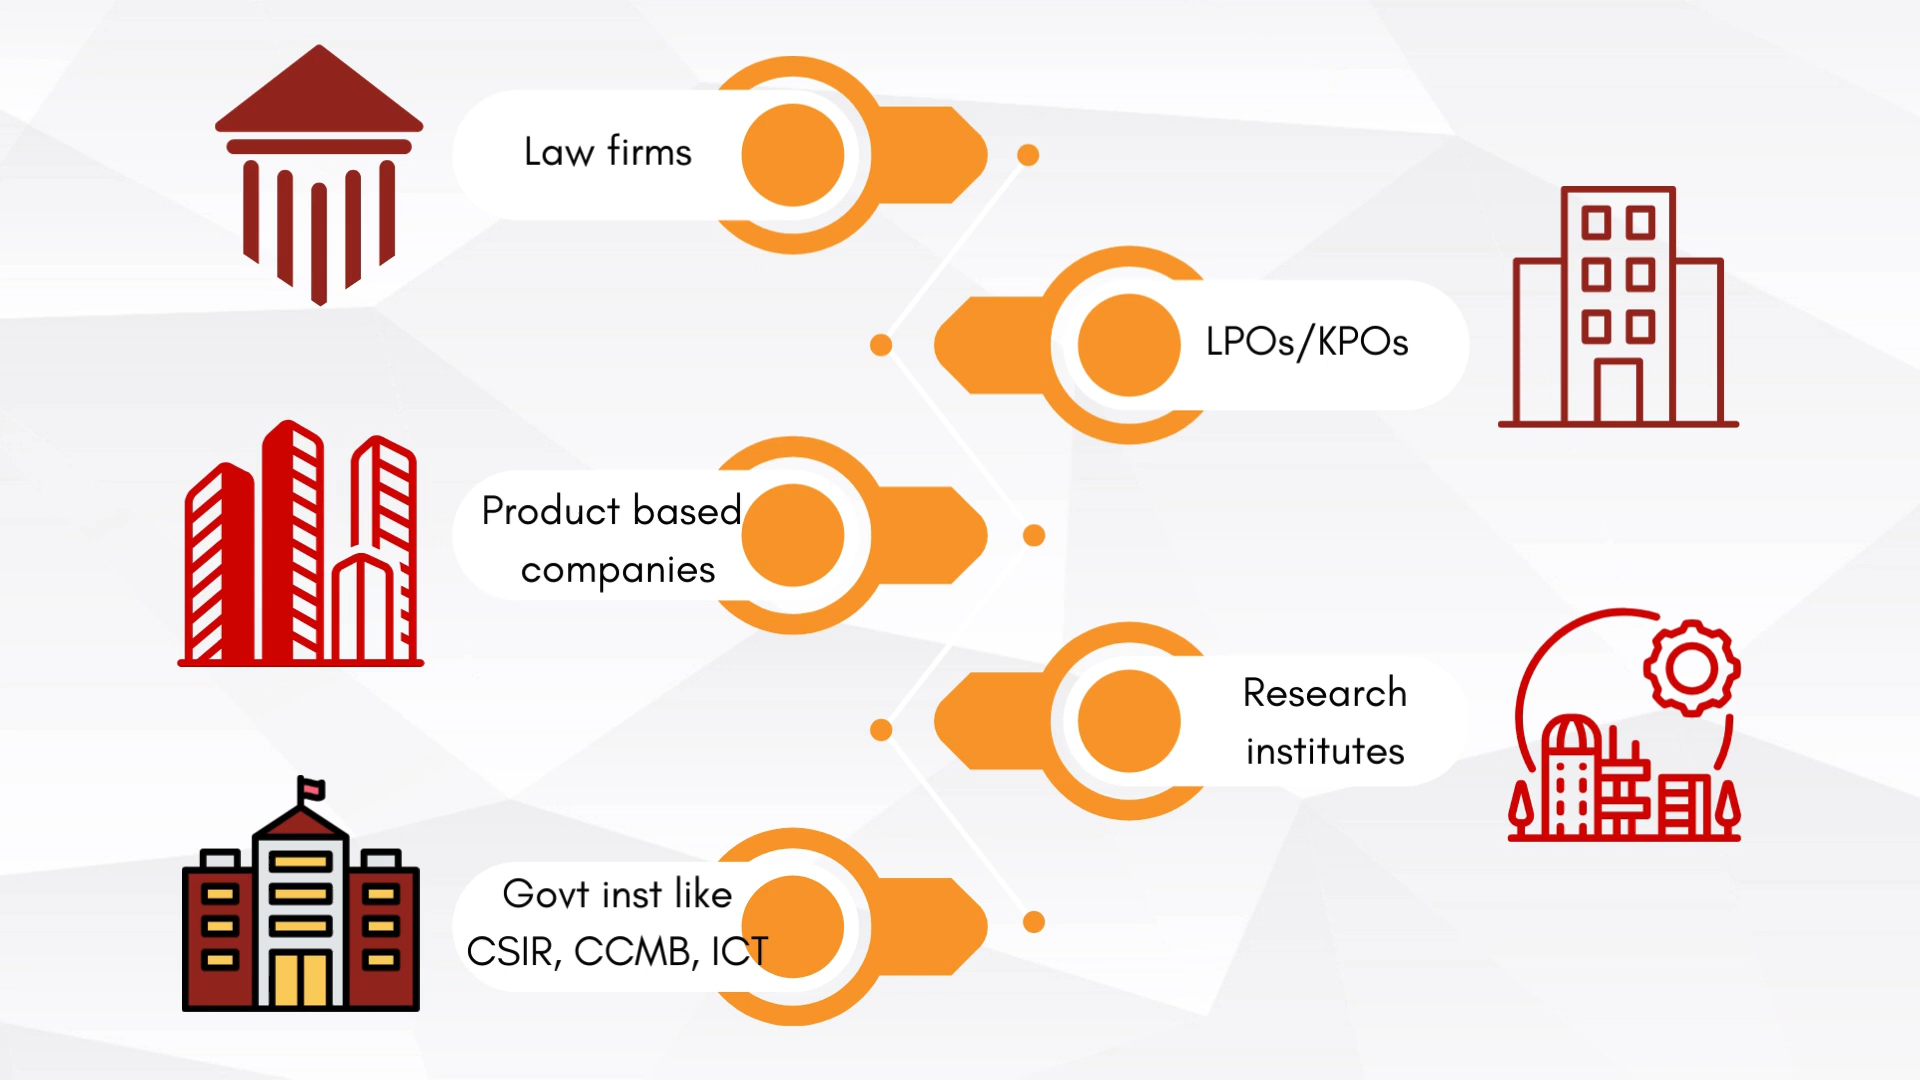 Law firms
LPOs/KPOs
Product based
companies
Research
institutes
Govt inst like
CSIR, CCMB, ICT